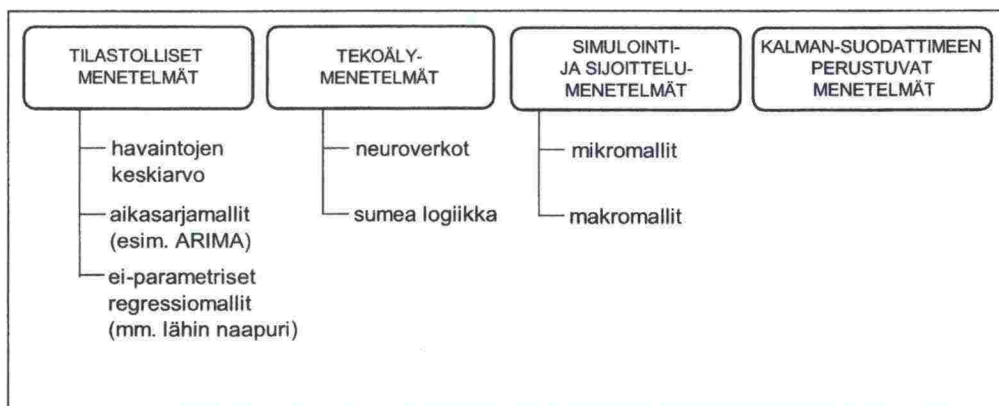 TILASTOLLISET
MENETELMÄT
havaintojen
keskiarvo
aikasarjamallit
(esim. ARIMA)
ei-parametriset
regressiomallit
(mm. lähin naapuri)
TEKOÄLY-
MENETELMÄT
neuroverkot
sumea logiikka
SIMULOINTI-
JA SIJOITTELU-
MENETELMÄT
mikromallit
makromallit
KALMAN-SUODATTIMEEN
PERUSTUVAT
MENETELMÄT